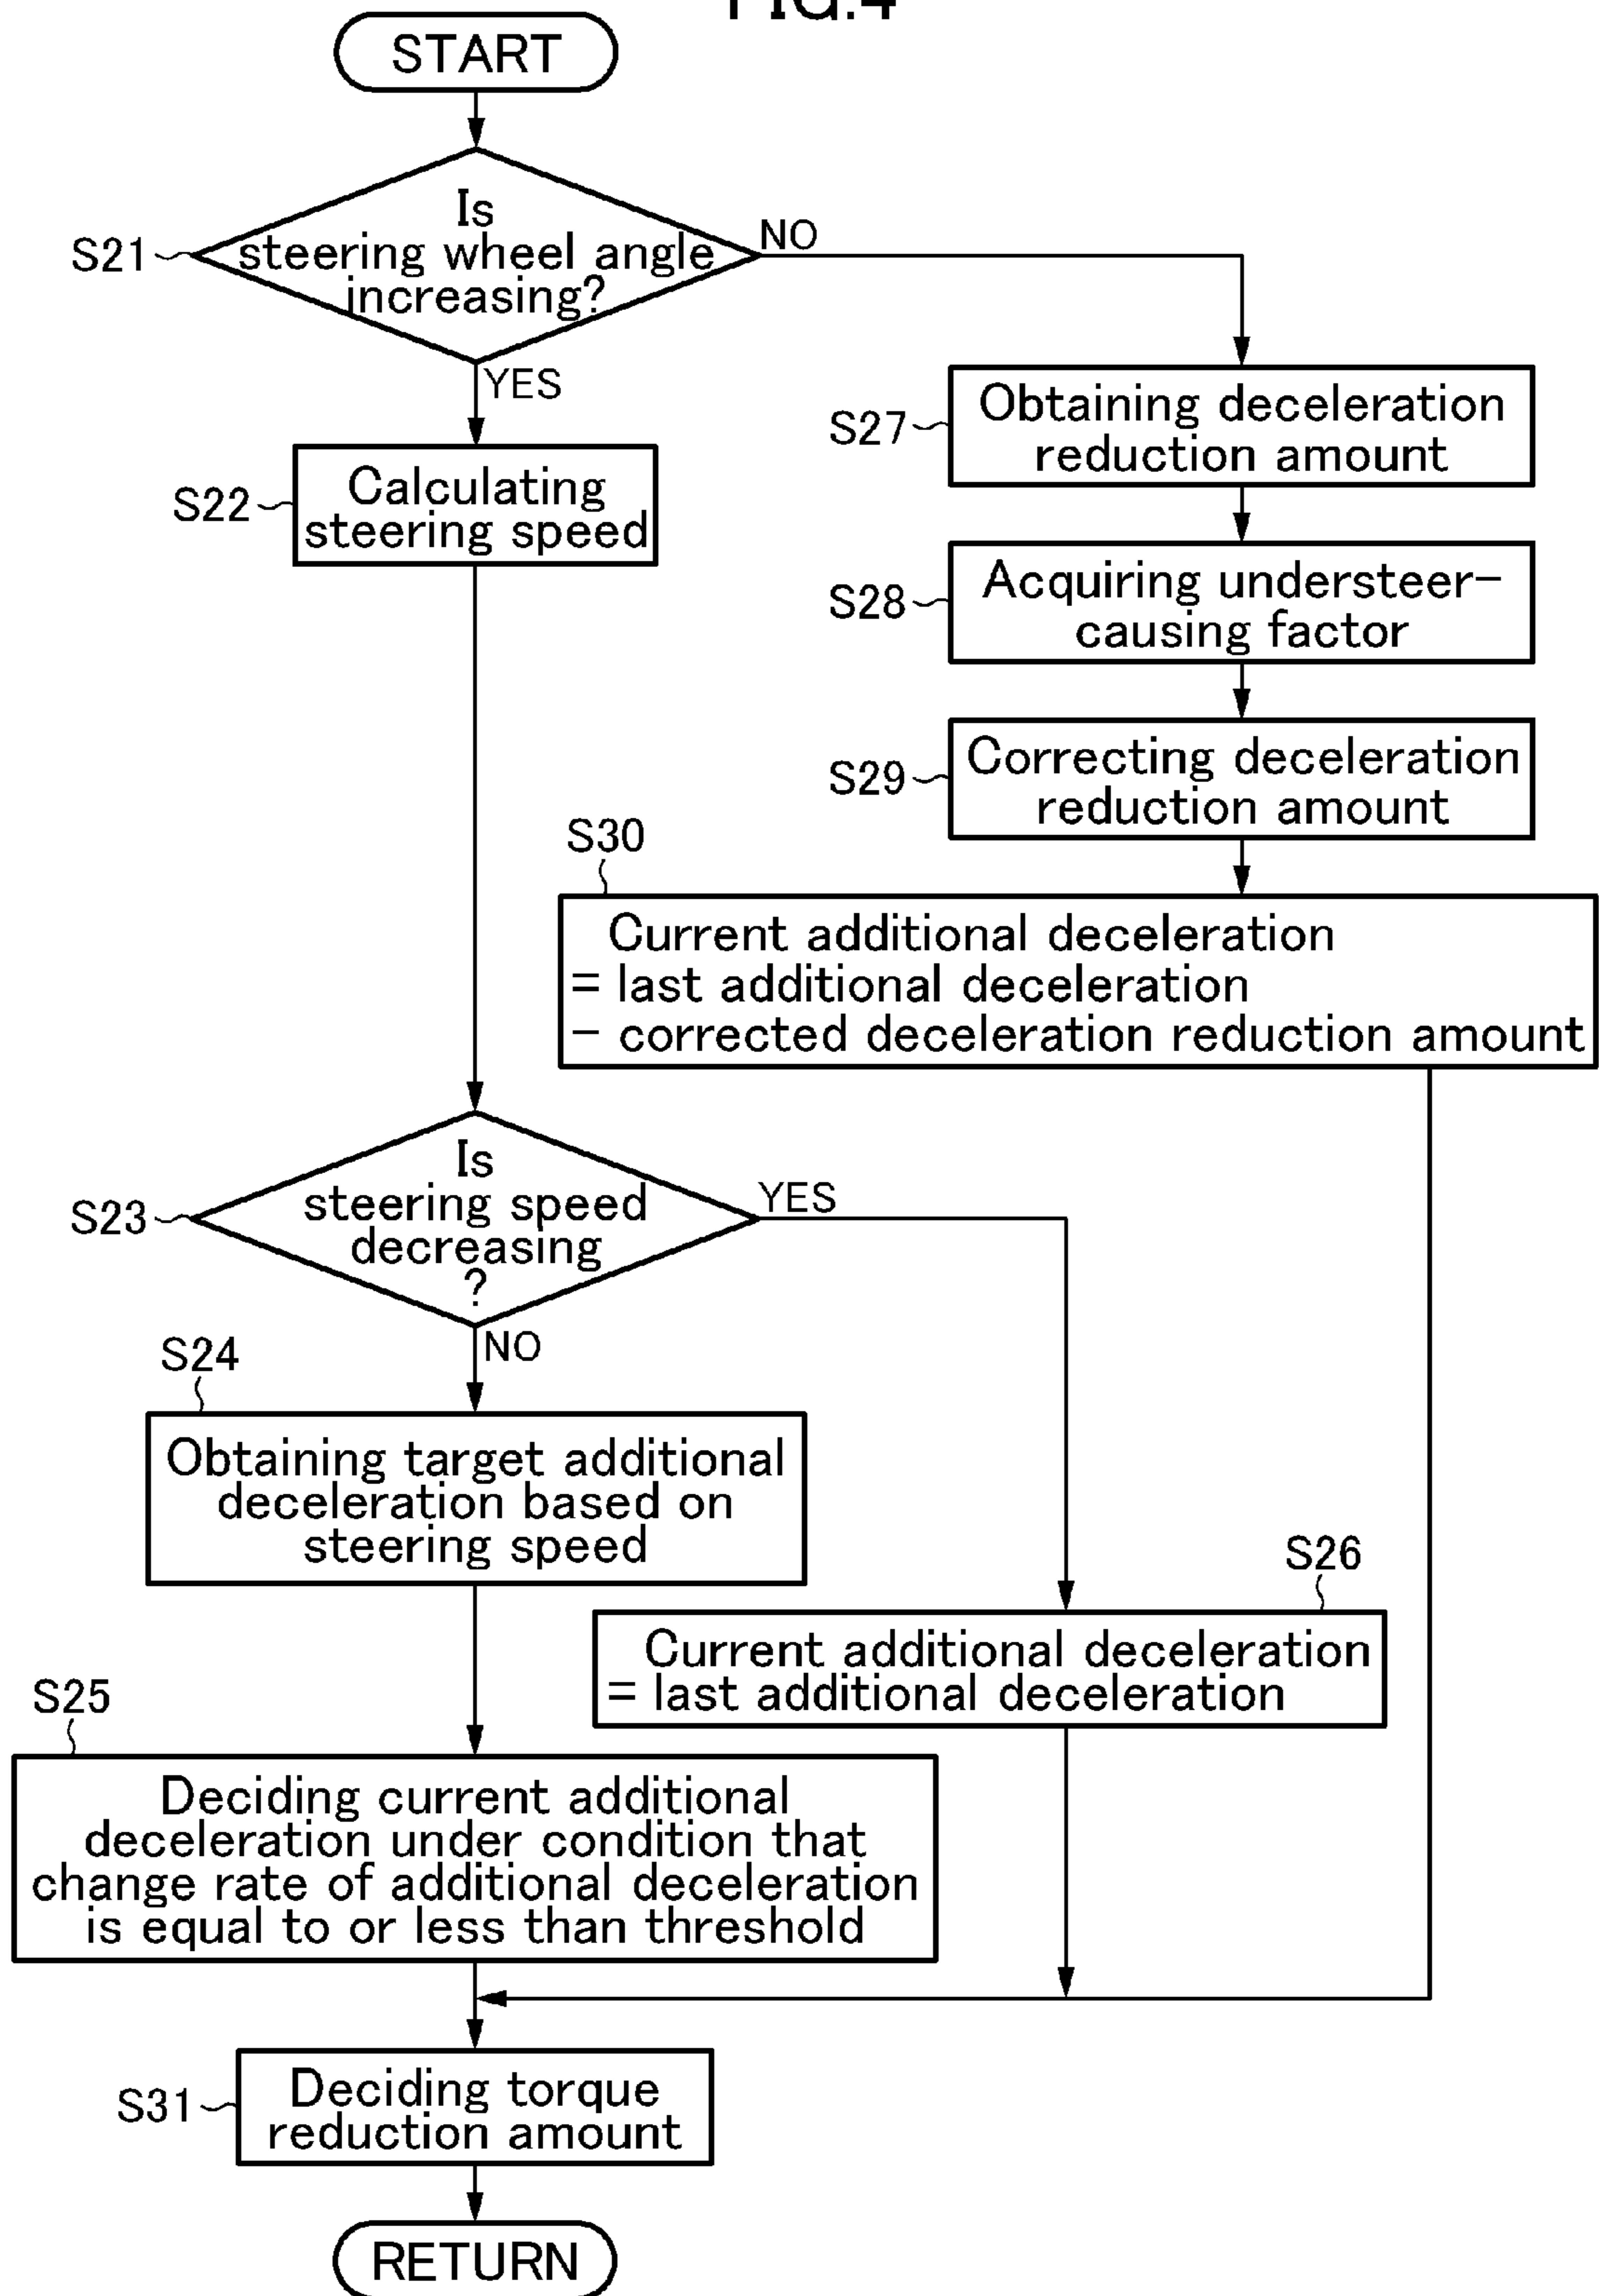 FIG.4
START
S21
Is
steering wheel angle
increasing?
NO
YES
S22
Calculating
steering speed
S27
Obtaining deceleration
reduction amount
S28
Acquiring understeer-
causing factor
S29
Correcting deceleration
reduction amount
S30
Current additional deceleration
= last additional deceleration
- corrected deceleration reduction amount
S23
Is
steering speed
decreasing
?
YES
NO
S24
Obtaining target additional
deceleration based on
steering speed
S26
Current additional deceleration
= last additional deceleration
S25
Deciding current additional
deceleration under condition that
change rate of additional deceleration
is equal to or less than threshold
S31
Deciding torque
reduction amount
RETURN